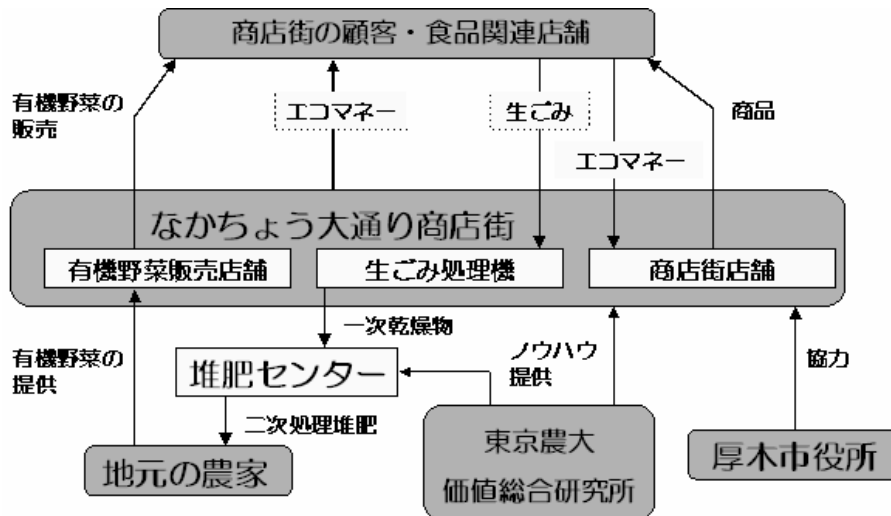 商店街の顧客・食品関連店舗
有機野菜の
販売
エコマネー
生ごみ
商品
エコマネー
なかちょう大通り商店街
有機野菜販売店舗
生ごみ処理機
商店街店舗
一次乾燥物
有機野菜の
提供
ノウハウ
提供
協力
堆肥センター
二次処理堆肥
東京農大
価値総合研究所
地元の農家
厚木市役所